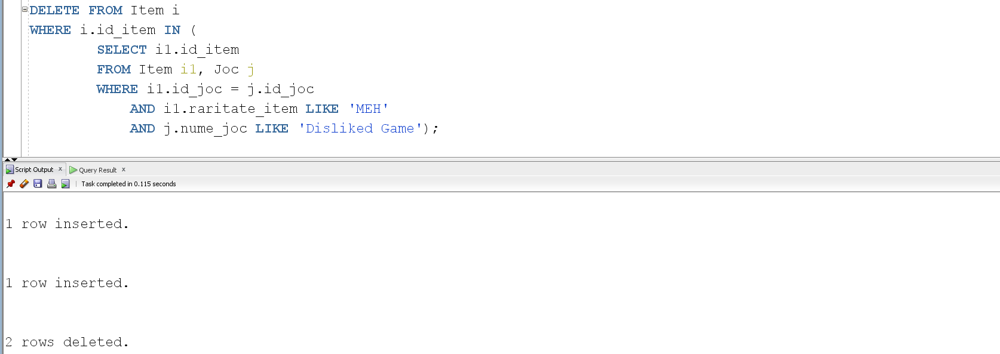 DELETE FROM Item i
WHERE i.id_item IN (
SELECT i1.id_item
FROM Item i1, Joc j
WHERE i1.id_joc = j.id_joc
AND i1.raritate_item LIKE 'MEH'
AND j.nume_joc LIKE 'Disliked Game');
Script Output x Query Result x
Task completed in 0.115 seconds
1 row inserted.
1 row inserted.
2 rows deleted.